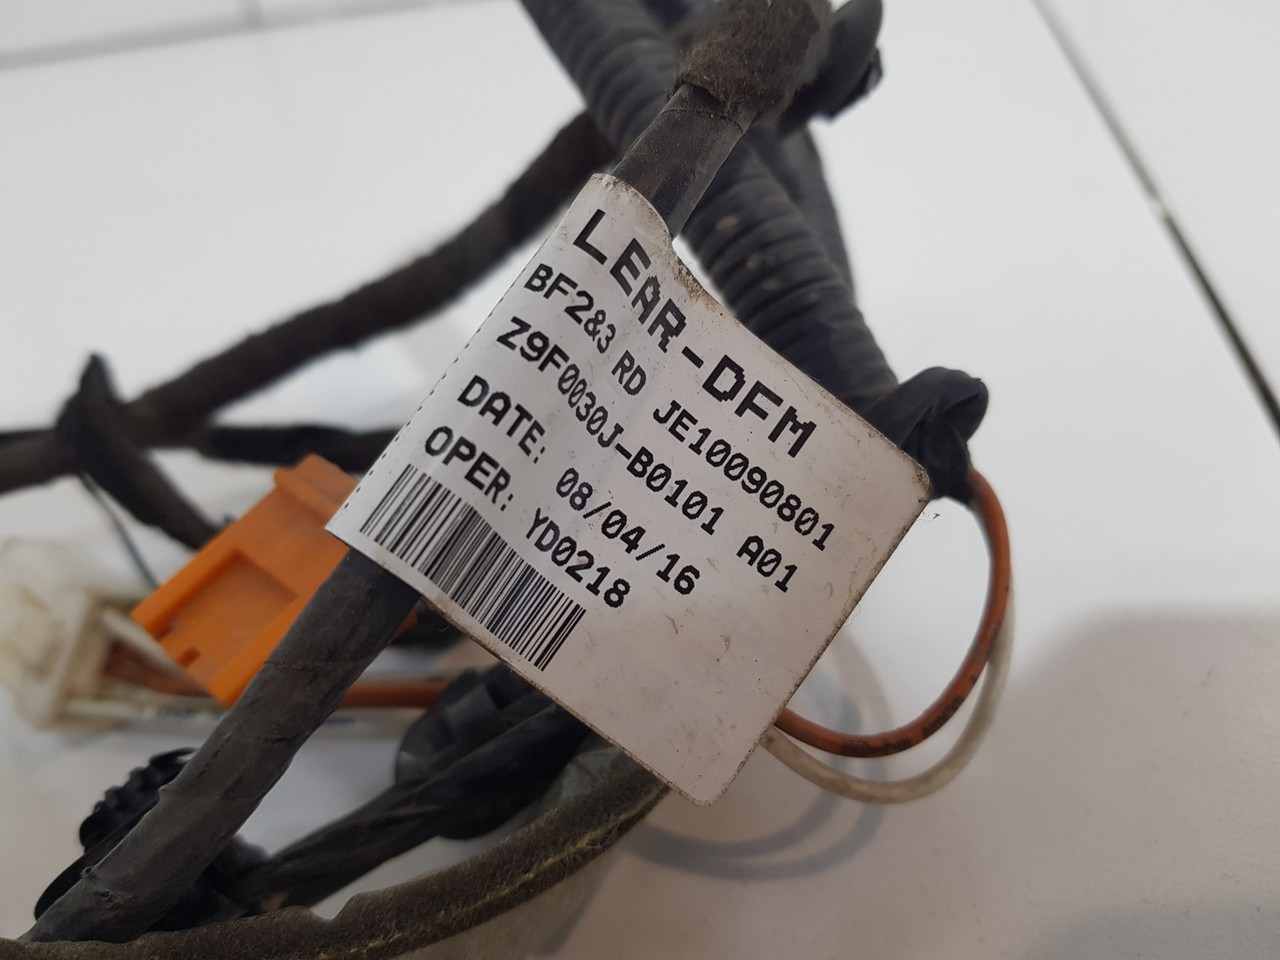 LEAR-DFM
BF2&3 RD JE10090801
Z9F0030J-B0101 A01
DATE: 08/04/16
OPER: YD0218